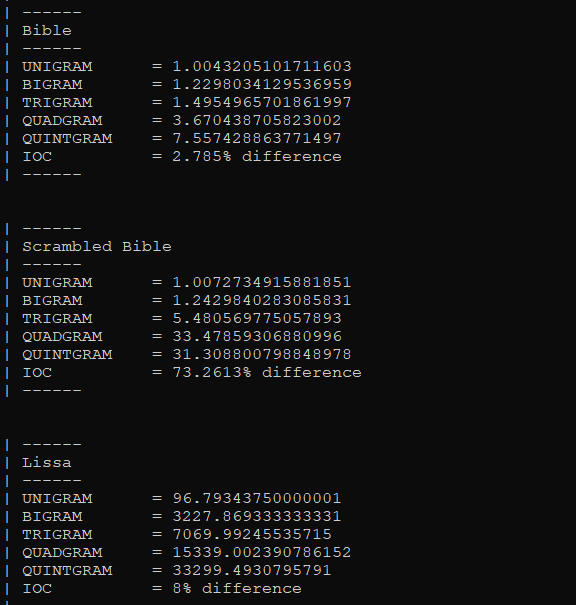 | ------
| Bible
| ------
| UNIGRAM = 1.0043205101711603
| BIGRAM = 1.2298034129536959
| TRIGRAM = 1.4954965701861997
| QUADGRAM = 3.670438705823002
| QUINTGRAM = 7.557428863771497
| IOC = 2.785% difference
| ------
| ------
| Scrambled Bible
| ------
| UNIGRAM = 1.0072734915881851
| BIGRAM = 1.2429840283085831
| TRIGRAM = 5.480569775057893
| QUADGRAM = 33.47859306880996
| QUINTGRAM = 31.308800798848978
| IOC = 73.2613% difference
| ------
| ------
| Lissa
| ------
| UNIGRAM = 96.79343750000001
| BIGRAM = 3227.869333333331
| TRIGRAM = 7069.99245535715
| QUADGRAM = 15339.002390786152
| QUINTGRAM = 33299.4930795791
| IOC = 8% difference